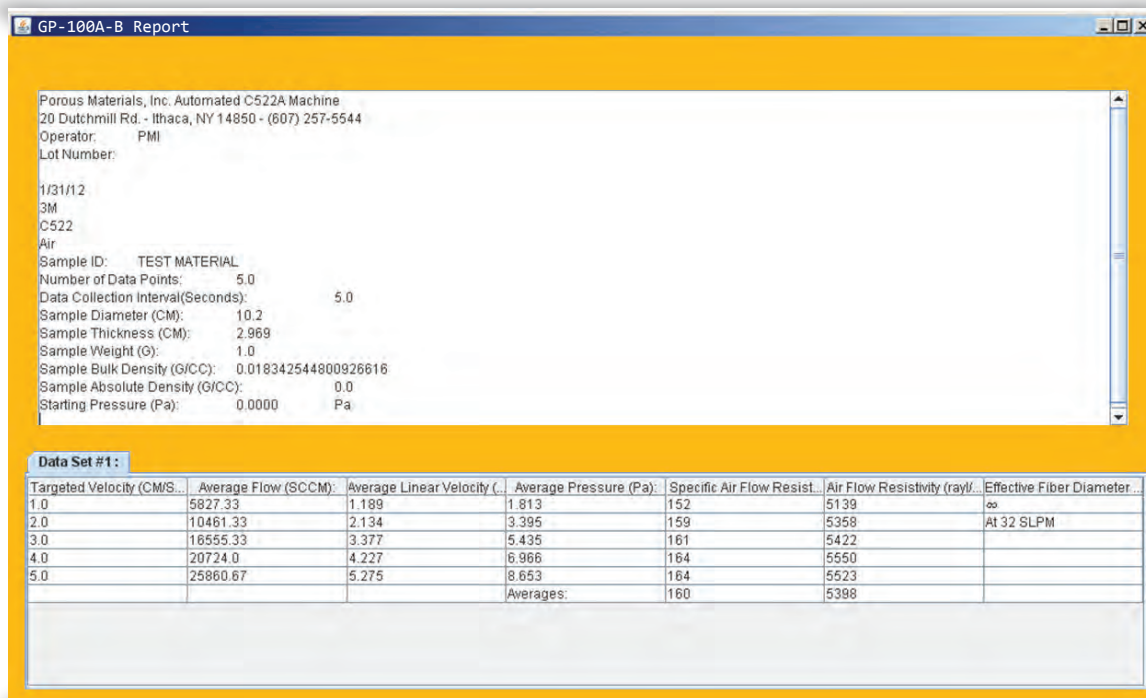 GP-100A-B Report
Porous Materials, Inc. Automated C522A Machine
20 Dutchmill Rd. - Ithaca, NY 14850 - (607) 257-5544
Operator: PMI
Lot Number:
1/31/12
3M
C522
Air
Sample ID: TEST MATERIAL
Number of Data Points: 5.0
Data Collection Interval(Seconds): 5.0
Sample Diameter (CM): 10.2
Sample Thickness (CM): 2.969
Sample Weight (G): 1.0
Sample Bulk Density (G/CC): 0.018342544800926616
Sample Absolute Density (G/CC): 0.0
Starting Pressure (Pa): 0.0000 Pa
Data Set #1:
Targeted Velocity (CM/S... Average Flow (SCCM): Average Linear Velocity (... Average Pressure (Pa): Specific Air Flow Resist... Air Flow Resistivity (rayl/... Effective Fiber Diameter...
1.0 5827.33 1.189 1.813 152 5139 ∞
2.0 10461.33 2.134 3.395 159 5358 At 32 SLPM
3.0 16555.33 3.377 5.435 161 5422
4.0 20724.0 4.227 6.966 164 5550
5.0 25860.67 5.275 8.653 164 5523
Averages: 160 5398